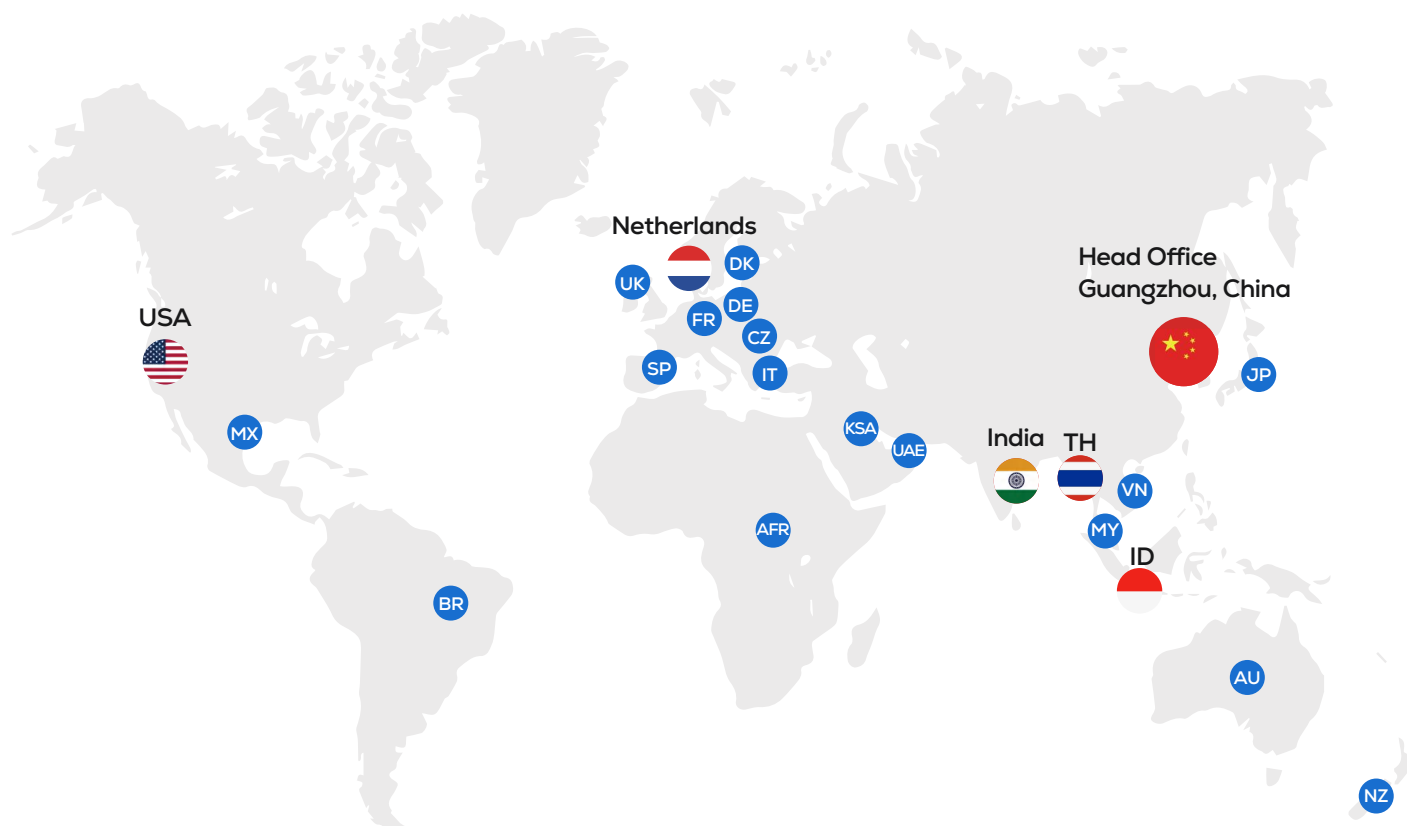 Netherlands
DK
UK
Head Office
Guangzhou, China
DE
USA
FR
CZ
SP
IT
JP
MX
KSA
UAE
India
TH
VN
AFR
MY
ID
BR
AU
NZ